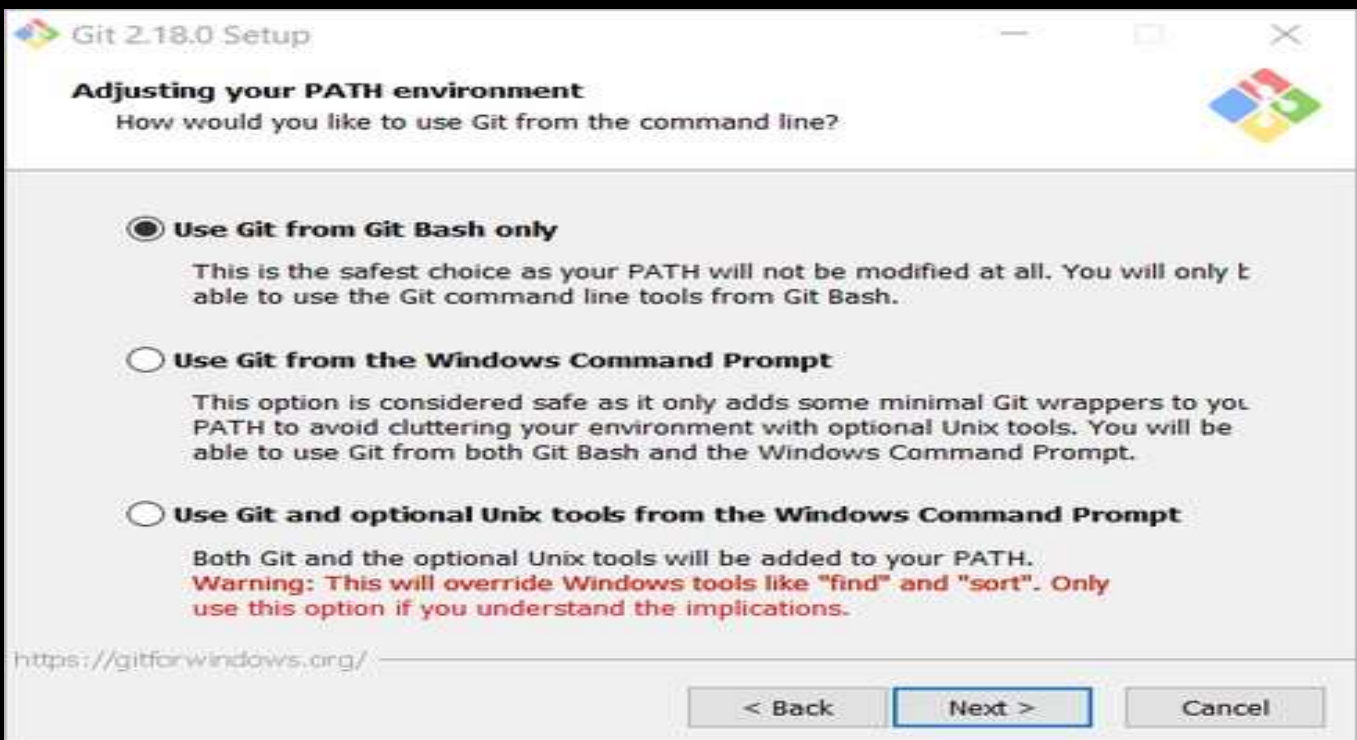 Git 2.18.0 Setup
Adjusting your PATH environment
How would you like to use Git from the command line?
Use Git from Git Bash only
This is the safest choice as your PATH will not be modified at all. You will only
able to use the Git command line tools from Git Bash.
Use Git from the Windows Command Prompt
This option is considered safe as it only adds some minimal Git wrappers to
PATH to avoid cluttering your environment with optional Unix tools. You will be
able to use Git from both Git Bash and the Windows Command Prompt.
Use Git and optional Unix tools from the Windows Command Prompt
Both Git and the optional Unix tools will be added to your PATH.
Warning: This will override Windows tools like "find" and "sort". Only
use this option if you understand the implications.
https://gitforwindows.org/
< Back Next > Cancel